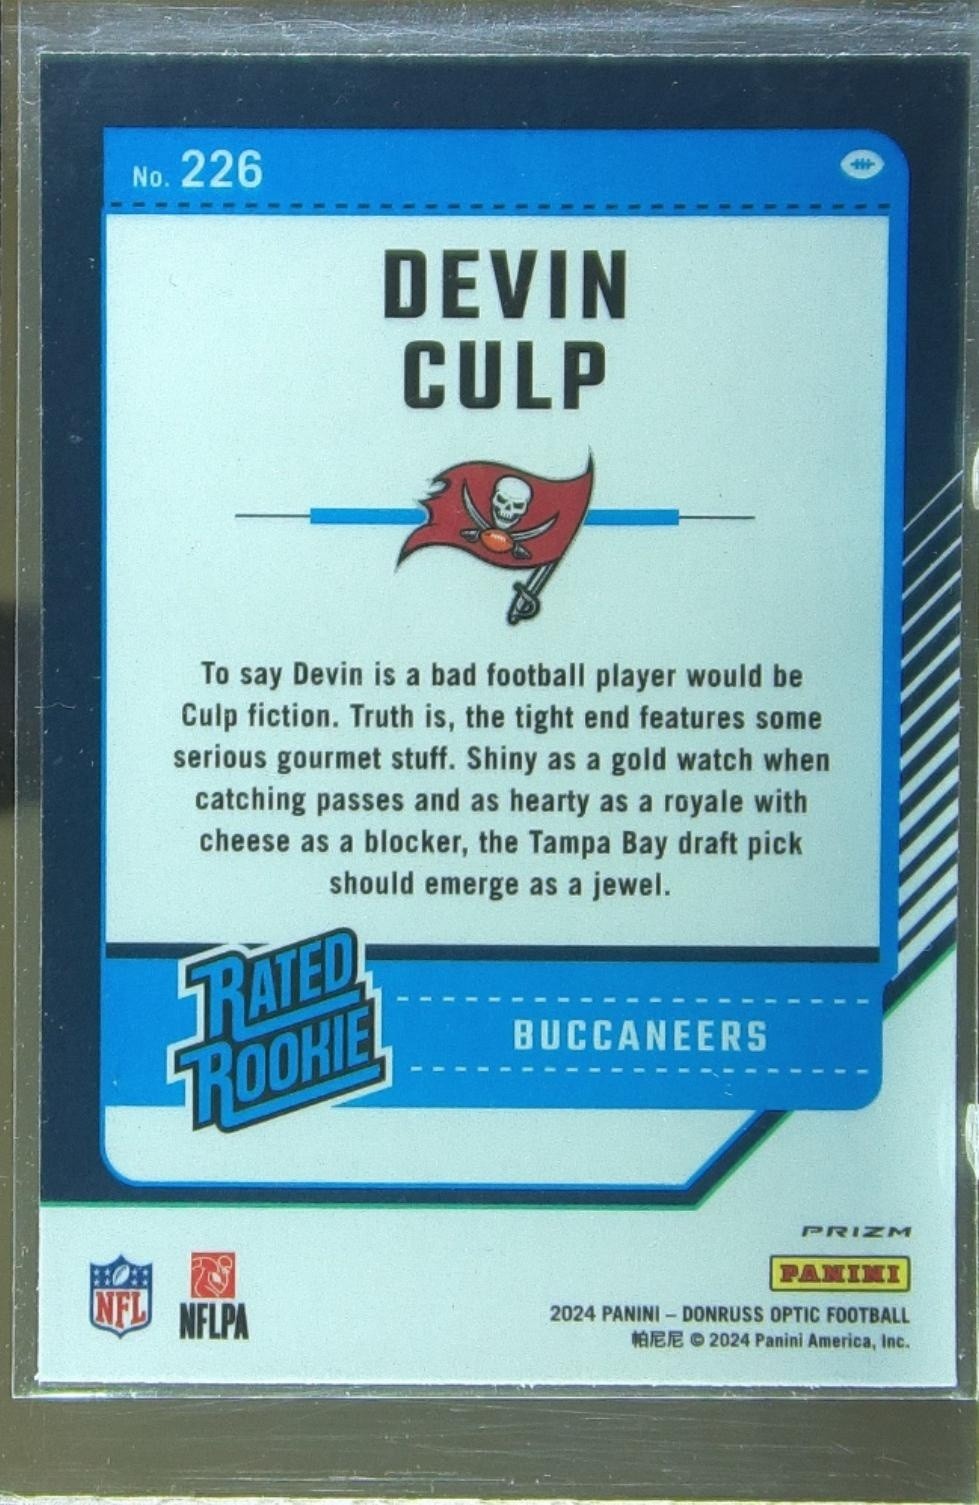 No. 226
DEVIN
CULP
To say Devin is a bad football player would be
Culp fiction. Truth is, the tight end features some
serious gourmet stuff. Shiny as a gold watch when
catching passes and as hearty as a royale with
cheese as a blocker, the Tampa Bay draft pick
should emerge as a jewel.
RATED
ROOKIE
BUCCANEERS
PRIZM
PANINI
NFL
NFLPA
2024 PANINI – DONRUSS OPTIC FOOTBALL
帕尼尼 © 2024 Panini America, Inc.